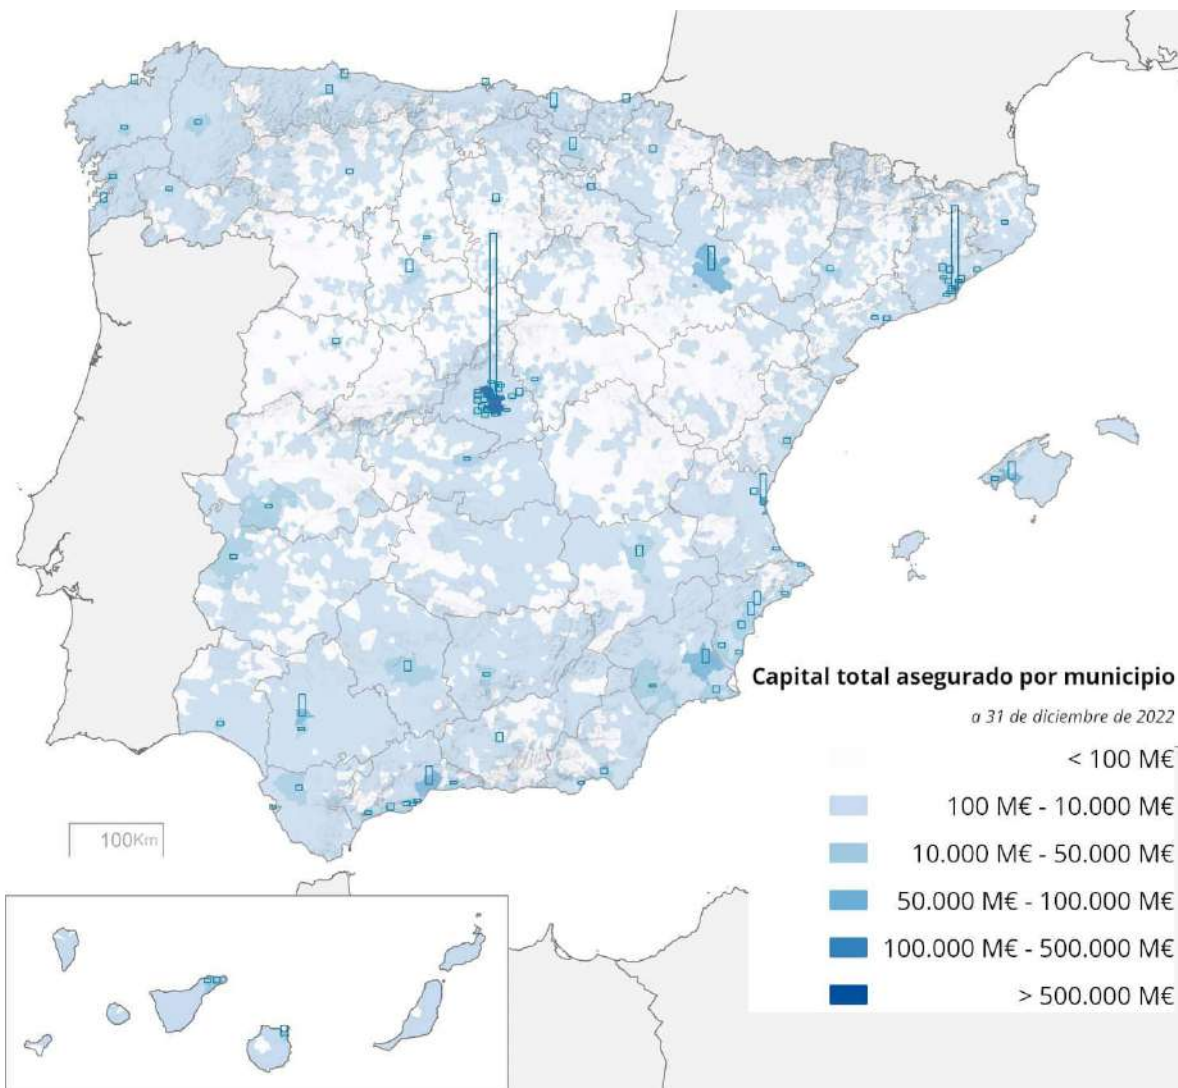 Capital total asegurado por municipio
a 31 de diciembre de 2022
< 100 M€
100 M€ - 10.000 M€
10.000 M€ - 50.000 M€
50.000 M€ - 100.000 M€
100.000 M€ - 500.000 M€
> 500.000 M€
100Km